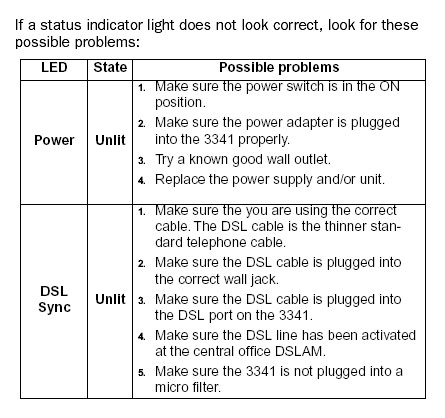 If a status indicator light does not look correct, look for these
possible problems:
LED State Possible problems
Power Unlit
1. Make sure the power switch is in the ON
position.
2. Make sure the power adapter is plugged
into the 3341 properly.
3. Try a known good wall outlet.
4. Replace the power supply and/or unit.
DSL
Sync
Unlit
1. Make sure the you are using the correct
cable. The DSL cable is the thinner stan-
dard telephone cable.
2. Make sure the DSL cable is plugged into
the correct wall jack.
3. Make sure the DSL cable is plugged into
the DSL port on the 3341.
4. Make sure the DSL line has been activated
at the central office DSLAM.
5. Make sure the 3341 is not plugged into a
micro filter.